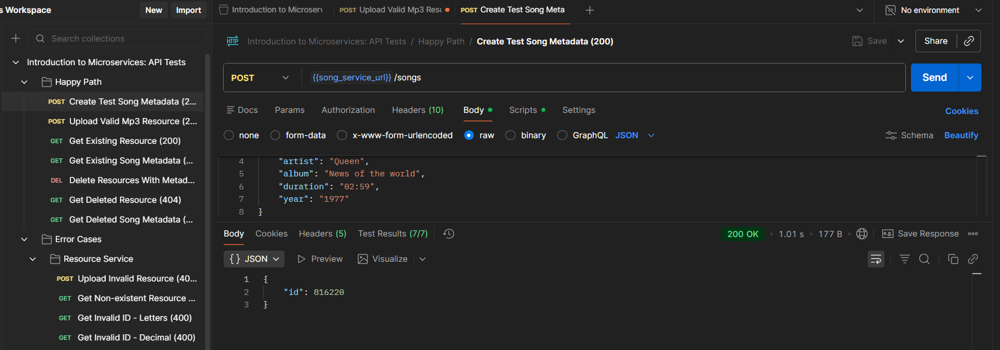 s Workspace
New
Import
Search collections
Introduction to Microservices: API Tests
Happy Path
POST Create Test Song Metadata (2...
POST Upload Valid Mp3 Resource (2...
GET Get Existing Resource (200)
GET Get Existing Song Metadata (...
DEL Delete Resources With Metad...
GET Get Deleted Resource (404)
GET Get Deleted Song Metadata (...
Error Cases
Resource Service
POST Upload Invalid Resource (40...
GET Get Non-existent Resource ...
GET Get Invalid ID - Letters (400)
GET Get Invalid ID - Decimal (400)
Introduction to Microserv
POST Upload Valid Mp3 Reso
POST Create Test Song Meta
No environment
HTTP Introduction to Microservices: API Tests / Happy Path / Create Test Song Metadata (200)
Save
Share
POST {{song_service_url}} /songs
Send
Docs Params Authorization Headers (10) Body Scripts Settings
Cookies
none form-data x-www-form-urlencoded raw binary GraphQL JSON
Schema Beautify
4 "artist": "Queen",
5 "album": "News of the world",
6 "duration": "02:59",
7 "year": "1977"
8 }
Body Cookies Headers (5) Test Results (7/7)
200 OK • 1.01 s • 177 B
e.g. Save Response
{} JSON Preview Visualize
1 {
2 "id": 816220
3 }